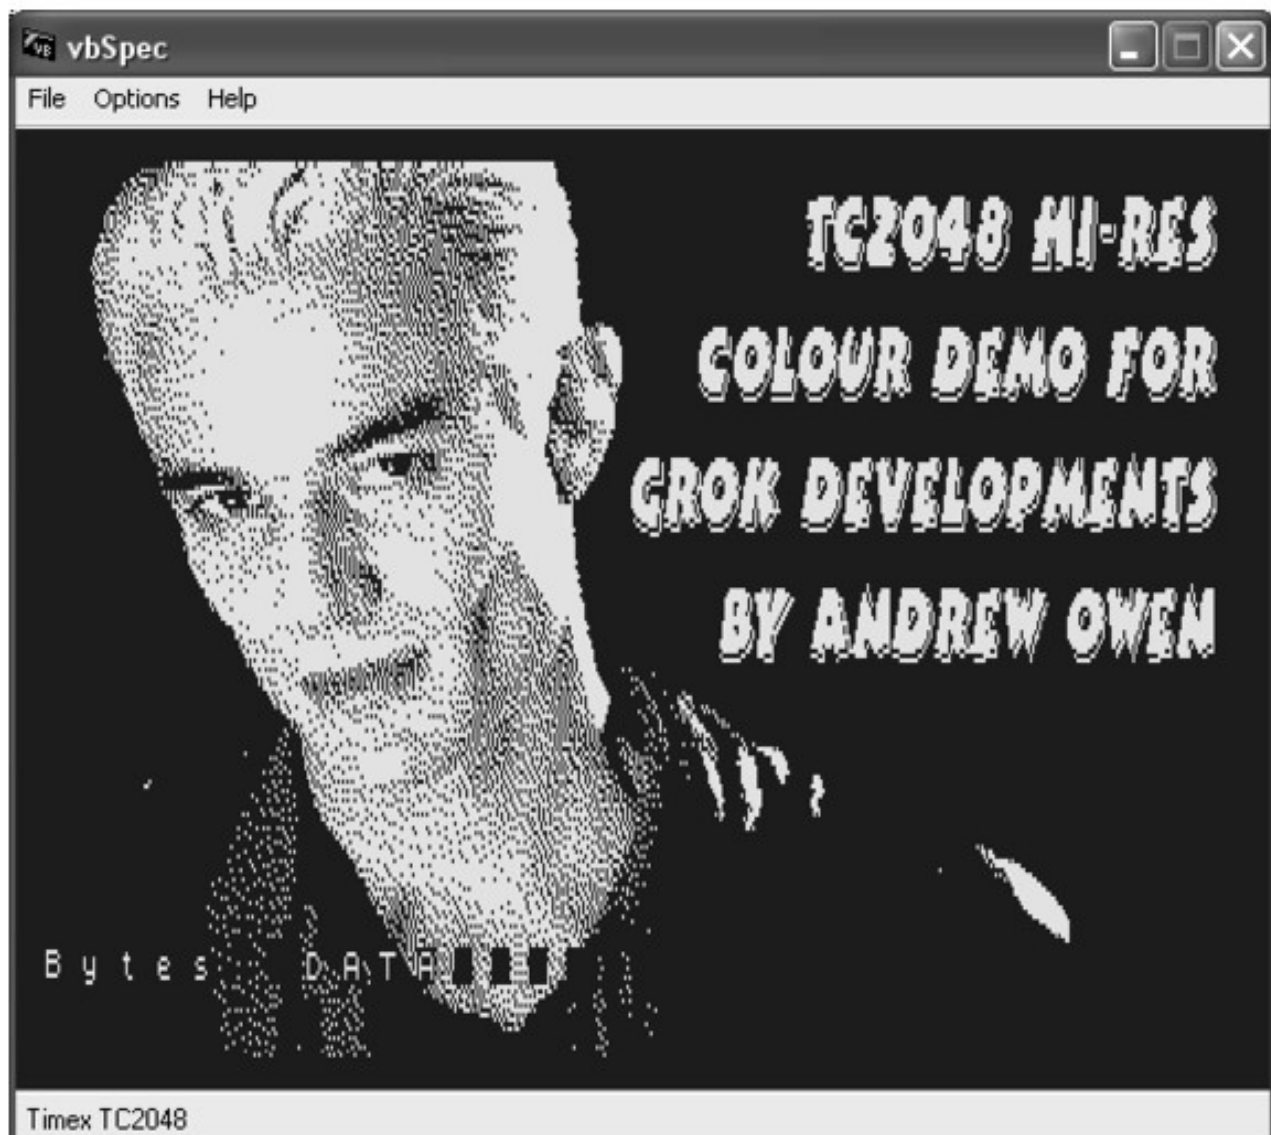 vbSpec
File Options Help
TC2048 HI-RES
COLOUR DEMO FOR
GROK DEVELOPMENTS
BY ANDREW OWEN
Bytes DATA
Timex TC2048